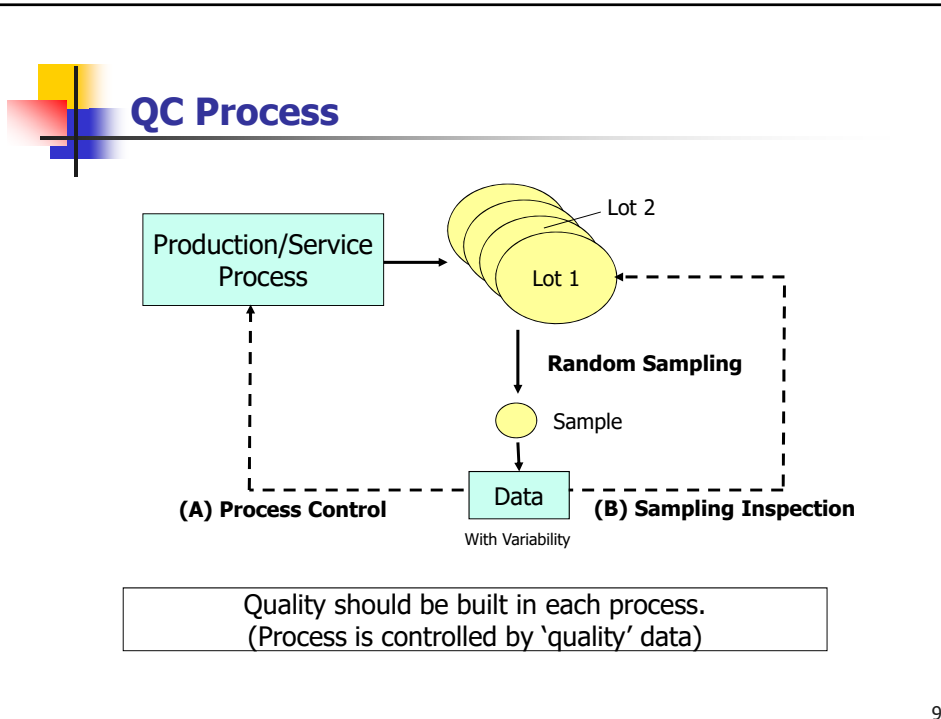 QC Process
Production/Service
Process
Lot 2
Lot 1
Random Sampling
Sample
Data
(A) Process Control
(B) Sampling Inspection
With Variability
Quality should be built in each process.
(Process is controlled by ‘quality’ data)
9